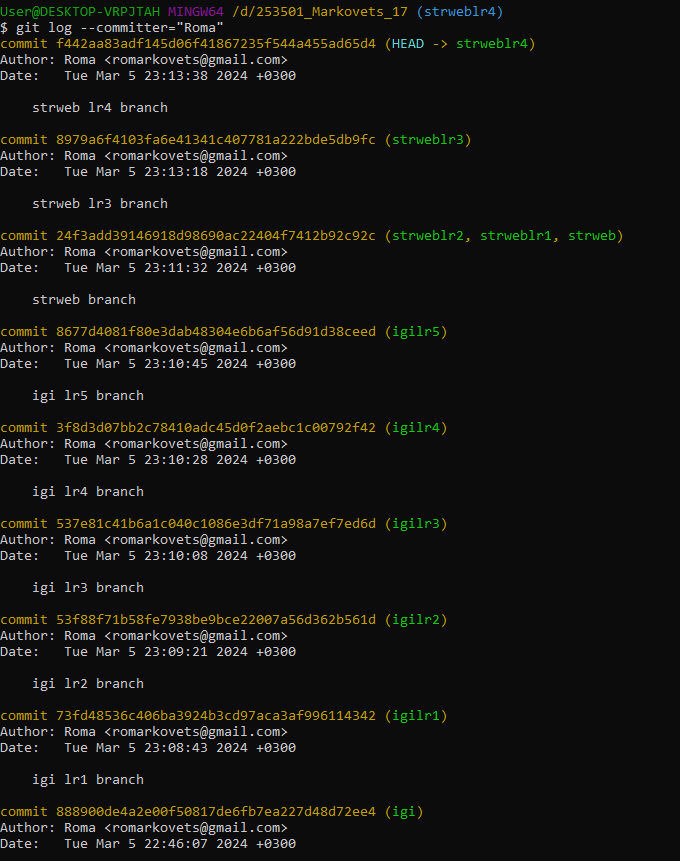 User@DESKTOP-VRPJTAH MINGW64 /d/253501_Markovets_17 (strweblr4)
$ git log --committer="Roma"
commit f442aa83adf145d06f41867235f544a455ad65d4 (HEAD -> strweblr4)
Author: Roma <romarkovets@gmail.com>
Date:   Tue Mar 5 23:13:38 2024 +0300
    strweb lr4 branch
commit 8979a6f4103fa6e41341c407781a222bde5db9fc (strweblr3)
Author: Roma <romarkovets@gmail.com>
Date:   Tue Mar 5 23:13:18 2024 +0300
    strweb lr3 branch
commit 24f3add39146918d98690ac22404f7412b92c92c (strweblr2, strweblr1, strweb)
Author: Roma <romarkovets@gmail.com>
Date:   Tue Mar 5 23:11:32 2024 +0300
    strweb branch
commit 8677d4081f80e3dab48304e6b6af56d91d38ceed (igilr5)
Author: Roma <romarkovets@gmail.com>
Date:   Tue Mar 5 23:10:45 2024 +0300
    igi lr5 branch
commit 3f8d3d07bb2c78410adc45d0f2aebc1c00792f42 (igilr4)
Author: Roma <romarkovets@gmail.com>
Date:   Tue Mar 5 23:10:28 2024 +0300
    igi lr4 branch
commit 537e81c41b6a1c040c1086e3df71a98a7ef7ed6d (igilr3)
Author: Roma <romarkovets@gmail.com>
Date:   Tue Mar 5 23:10:08 2024 +0300
    igi lr3 branch
commit 53f88f71b58fe7938be9bce22007a56d362b561d (igilr2)
Author: Roma <romarkovets@gmail.com>
Date:   Tue Mar 5 23:09:21 2024 +0300
    igi lr2 branch
commit 73fd48536c406ba3924b3cd97aca3af996114342 (igilr1)
Author: Roma <romarkovets@gmail.com>
Date:   Tue Mar 5 23:08:43 2024 +0300
    igi lr1 branch
commit 888900de4a2e00f50817de6fb7ea227d48d72ee4 (igi)
Author: Roma <romarkovets@gmail.com>
Date:   Tue Mar 5 22:46:07 2024 +0300